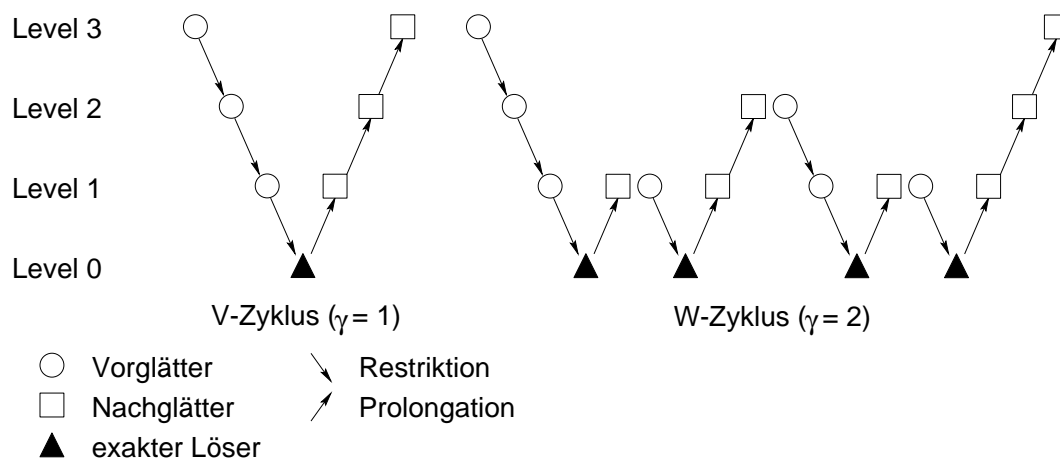 Level 3
Level 2
Level 1
Level 0
V-Zyklus (γ = 1)
W-Zyklus (γ = 2)
Vorglätter
Restriktion
Nachglätter
Prolongation
exakter Löser